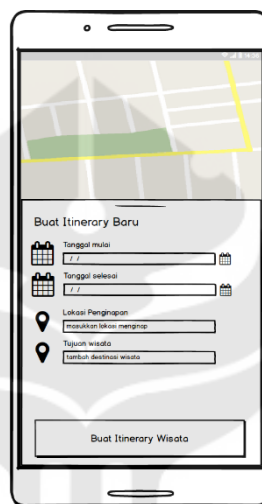 Buat Itinerary Baru
Tanggal mulai
/ /
Tanggal selesai
/ /
Lokasi Penginapan
masukkan lokasi menginap
Tujuan wisata
tambah destinasi wisata
Buat Itinerary Wisata